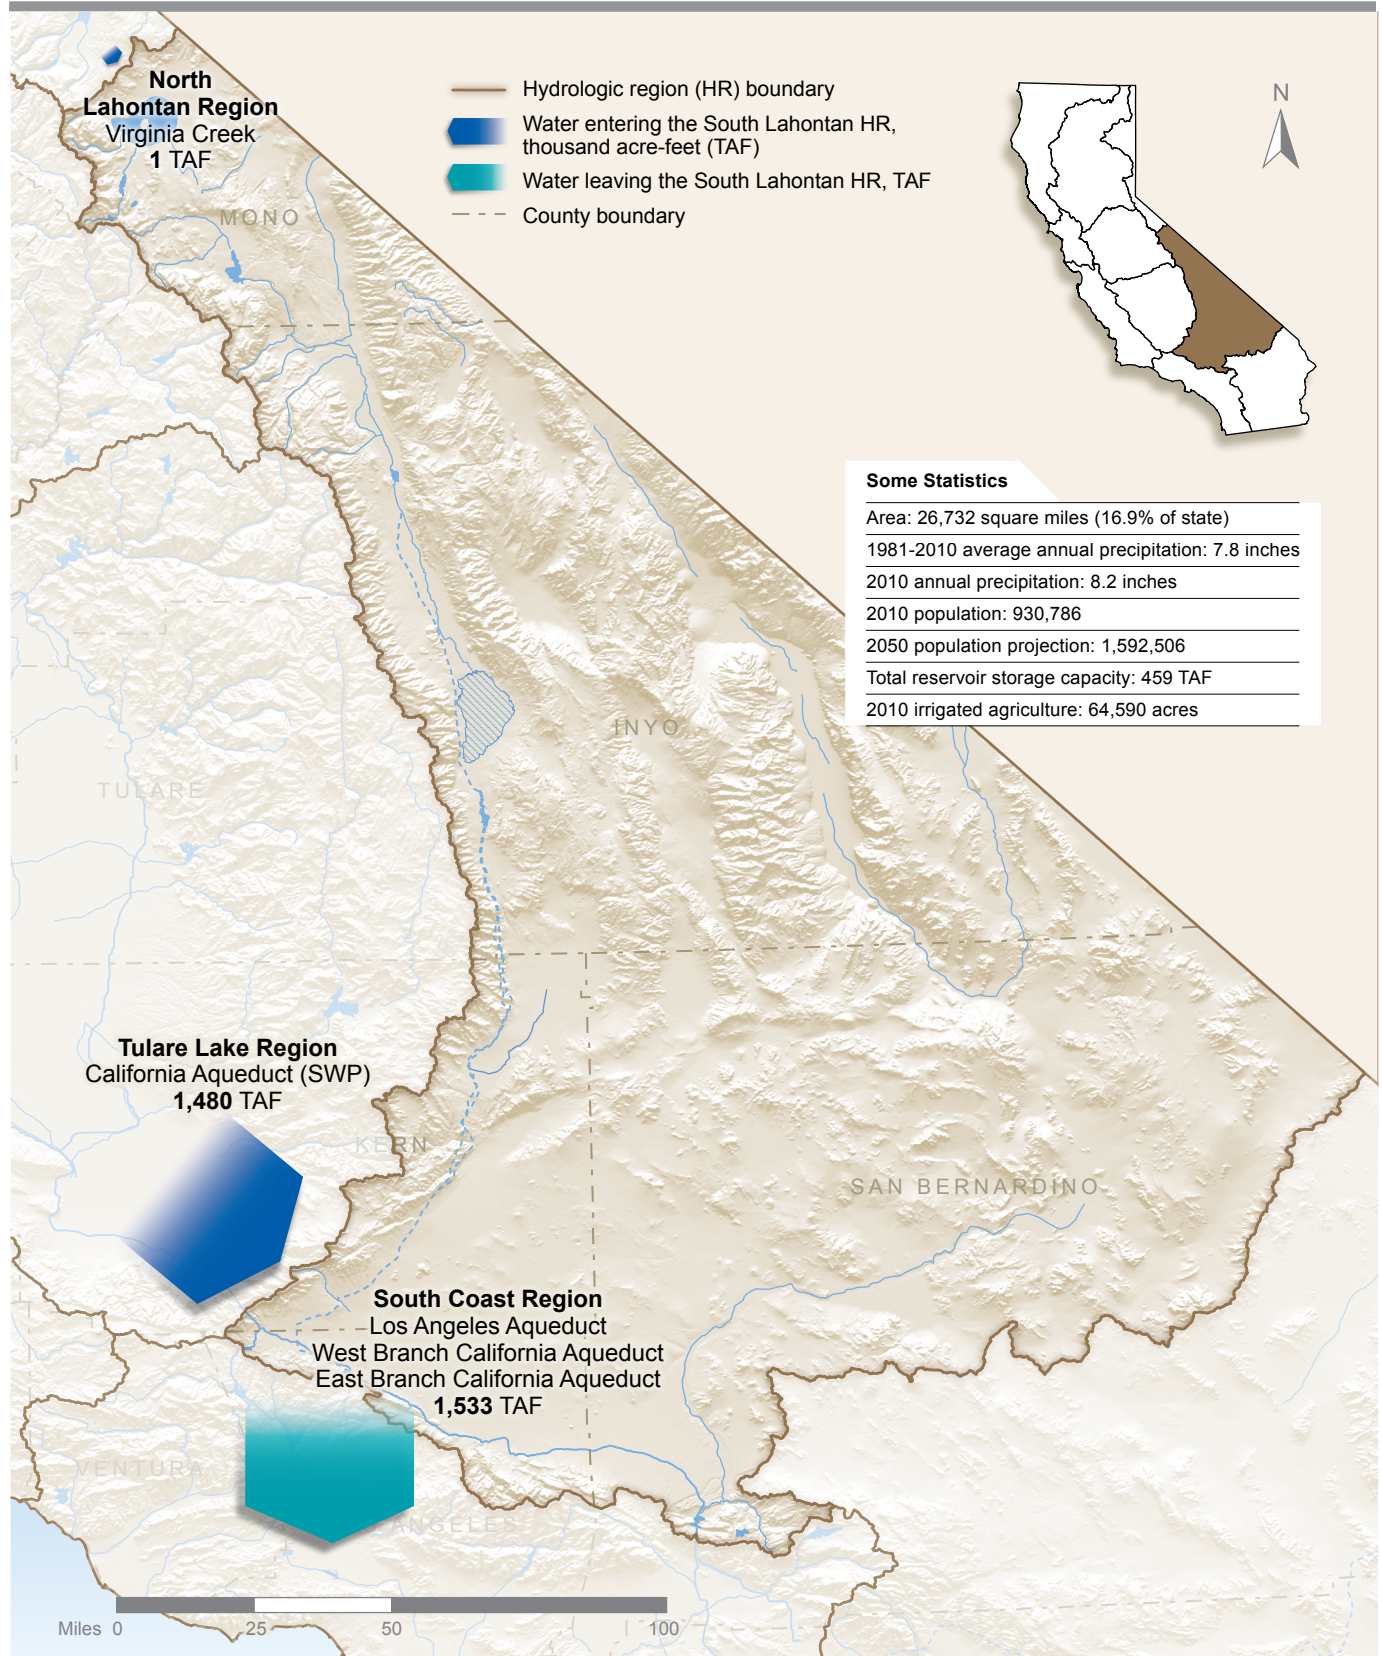 North
Lahontan Region
Virginia Creek
1 TAF
Hydrologic region (HR) boundary
Water entering the South Lahontan HR,
thousand acre-feet (TAF)
Water leaving the South Lahontan HR, TAF
County boundary
N
MONO
Some Statistics
Area: 26,732 square miles (16.9% of state)
1981-2010 average annual precipitation: 7.8 inches
2010 annual precipitation: 8.2 inches
2010 population: 930,786
2050 population projection: 1,592,506
Total reservoir storage capacity: 459 TAF
2010 irrigated agriculture: 64,590 acres
INYO
TULARE
Tulare Lake Region
California Aqueduct (SWP)
1,480 TAF
KERN
SAN BERNARDINO
South Coast Region
Los Angeles Aqueduct
West Branch California Aqueduct
East Branch California Aqueduct
1,533 TAF
VENTURA
ANGELES
Miles 0 25 50 100